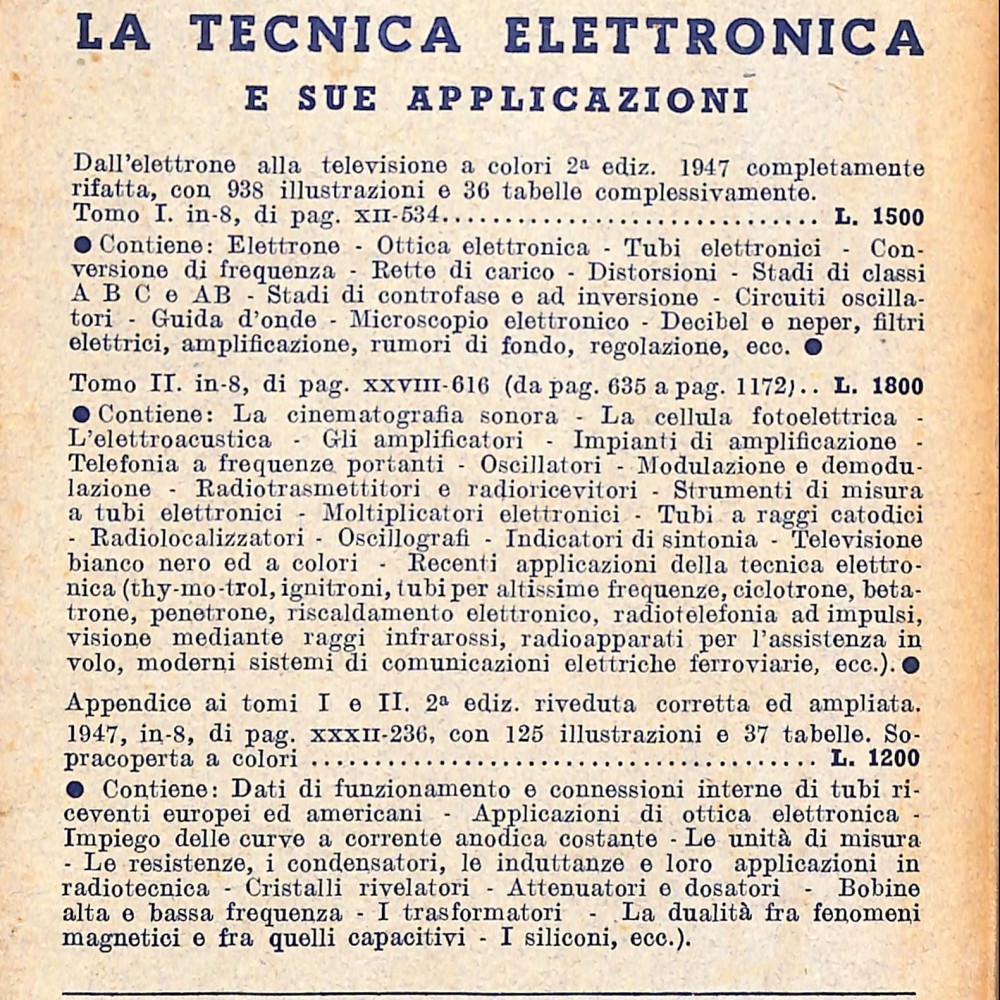 LA TECNICA ELETTRONICA
E SUE APPLICAZIONI
Dall'elettrone alla televisione a colori 2ª ediz. 1947 completamente
rifatta, con 938 illustrazioni e 36 tabelle complessivamente.
Tomo I. in-8, di pag. XII-534.............................. L. 1500
● Contiene: Elettrone - Ottica elettronica - Tubi elettronici - Con-
versione di frequenza - Rette di carico - Distorsioni - Stadi di classi
A B C e AB - Stadi di controfase e ad inversione - Circuiti oscilla-
tori - Guida d'onde - Microscopio elettronico - Decibel e neper, filtri
elettrici, amplificazione, rumori di fondo, regolazione, ecc. ●
Tomo II. in-8, di pag. XXVIII-616 (da pag. 635 a pag. 1172).. L. 1800
● Contiene: La cinematografia sonora - La cellula fotoelettrica -
L'elettroacustica - Gli amplificatori - Impianti di amplificazione -
Telefonia a frequenze portanti - Oscillatori - Modulazione e demodu-
lazione - Radiotrasmettitori e radioricevitori - Strumenti di misura
a tubi elettronici - Moltiplicatori elettronici - Tubi a raggi catodici
- Radiolocalizzatori - Oscillografi - Indicatori di sintonia - Televisione
bianco nero ed a colori - Recenti applicazioni della tecnica elettro-
nica (thy-mo-trol, ignitroni, tubi per altissime frequenze, ciclotrone, beta-
trone, penetrone, riscaldamento elettronico, radiotelefonia ad impulsi,
visione mediante raggi infrarossi, radioapparati per l'assistenza in
volo, moderni sistemi di comunicazioni elettriche ferroviarie, ecc.). ●
Appendice ai tomi I e II. 2ª ediz. riveduta corretta ed ampliata.
1947, in-8, di pag. XXXII-236, con 125 illustrazioni e 37 tabelle. So-
pracoperta a colori ........................................ L. 1200
● Contiene: Dati di funzionamento e connessioni interne di tubi ri-
ceventi europei ed americani - Applicazioni di ottica elettronica -
Impiego delle curve a corrente anodica costante - Le unità di misura
- Le resistenze, i condensatori, le induttanze e loro applicazioni in
radiotecnica - Cristalli rivelatori - Attenuatori e dosatori - Bobine
alta e bassa frequenza - I trasformatori - La dualità fra fenomeni
magnetici e fra quelli capacitivi - I siliconi, ecc.).